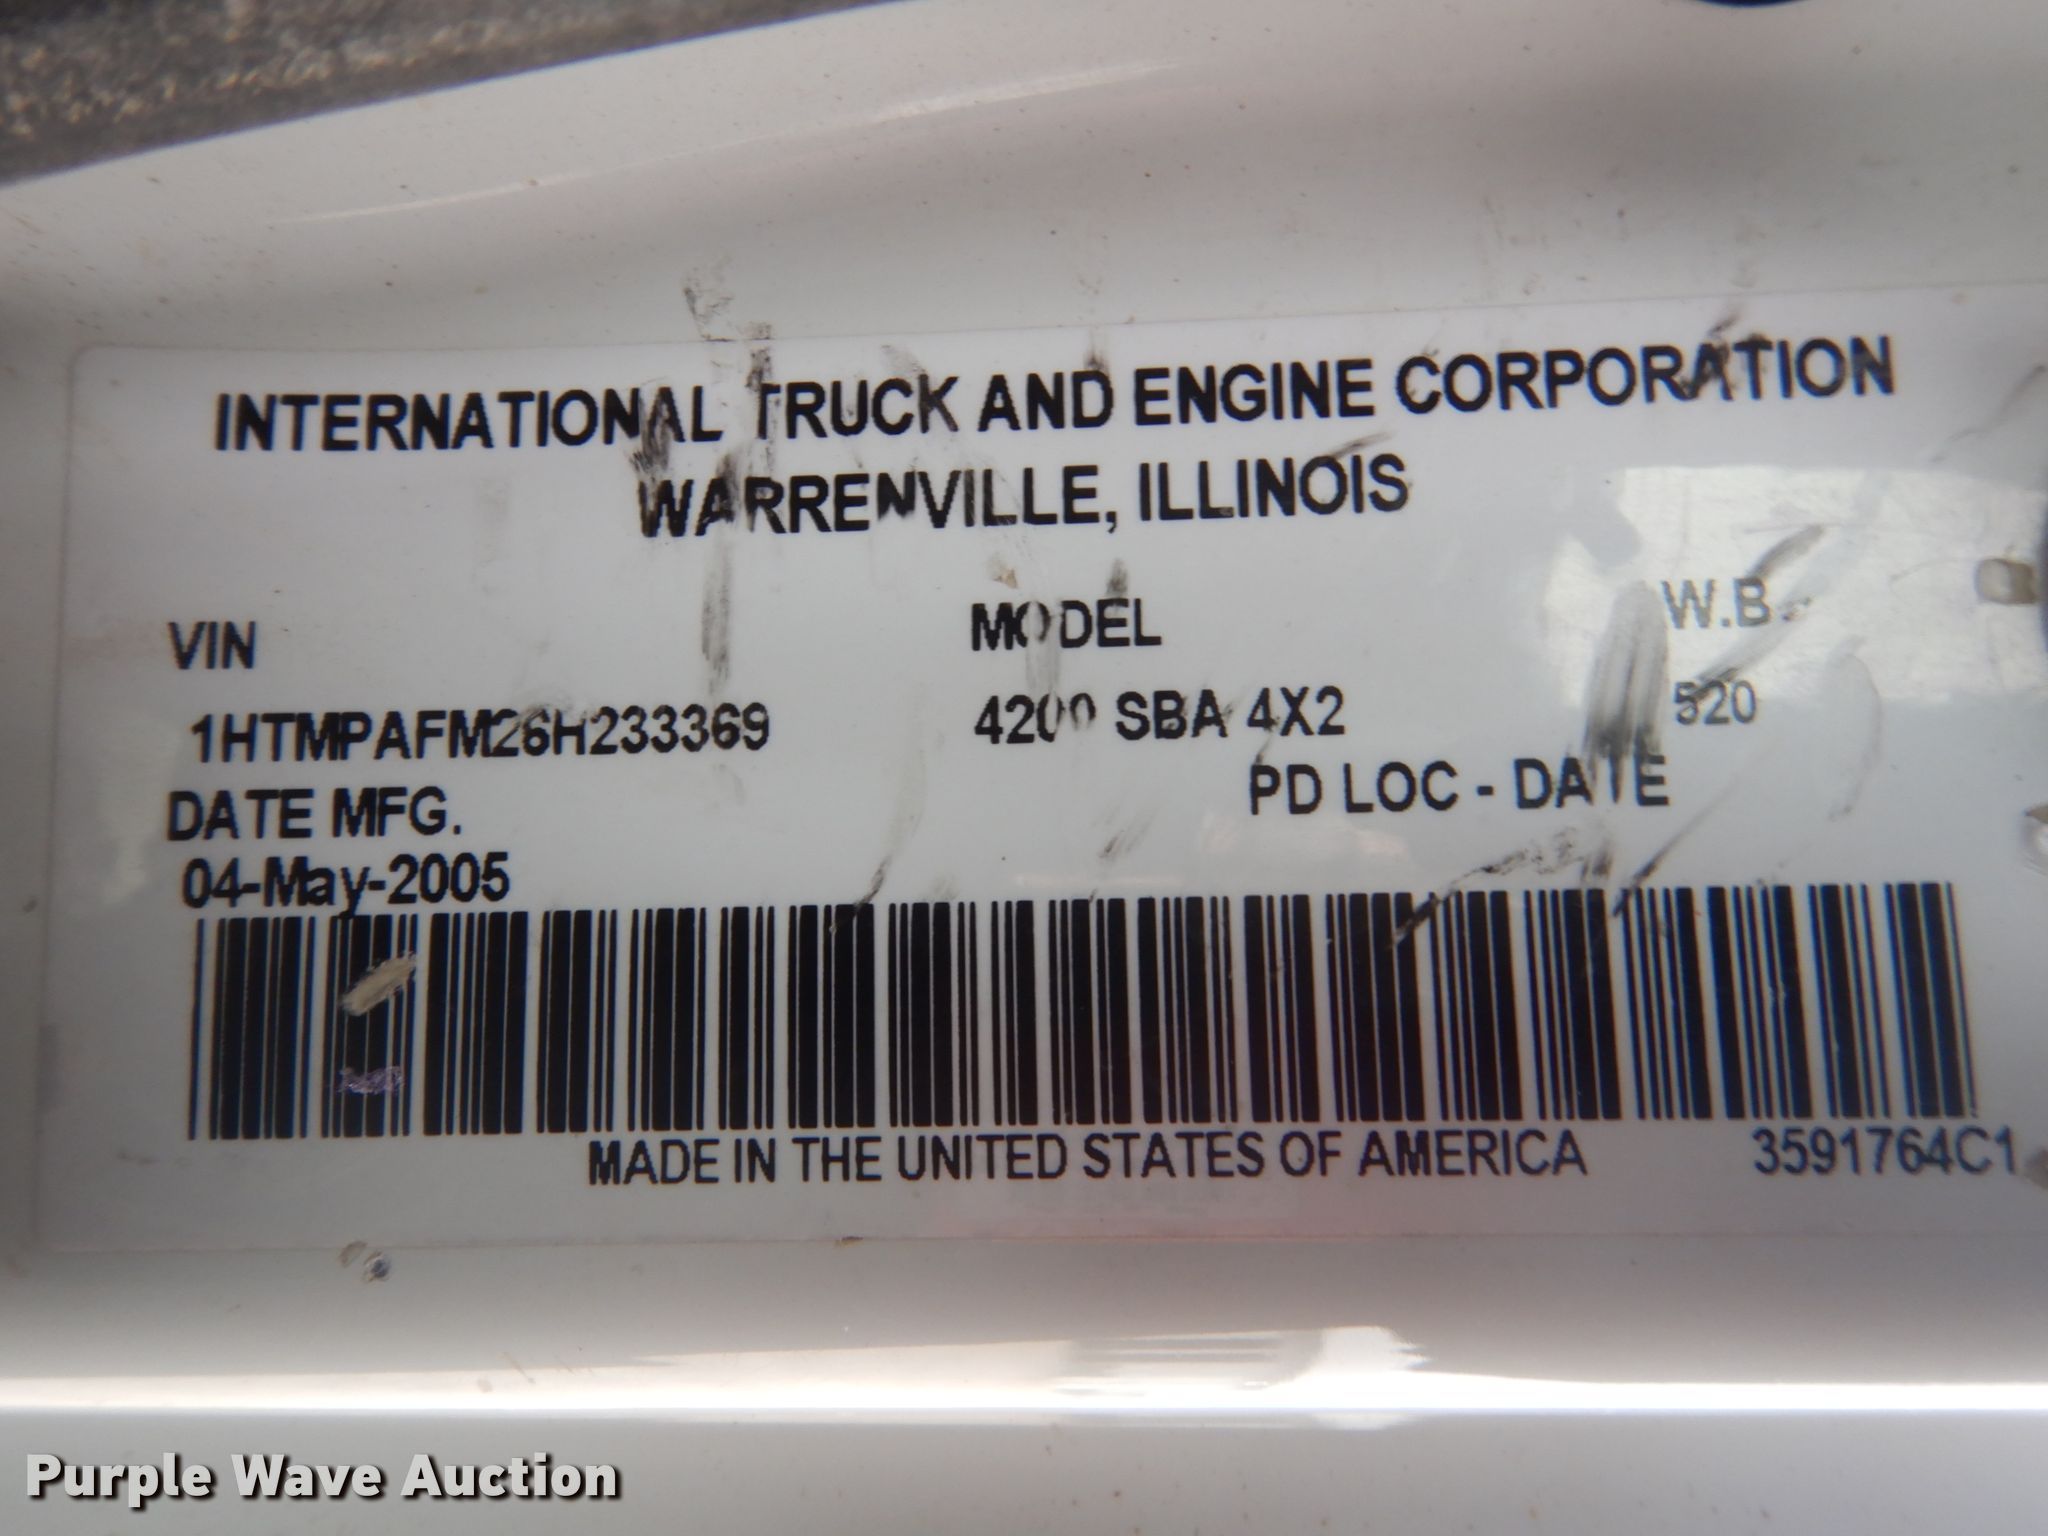 INTERNATIONAL TRUCK AND ENGINE CORPORATION
WARRENVILLE, ILLINOIS
VIN MODEL W.B.
1HTMPAFM26H233369 4200 SBA 4X2 520
DATE MFG. PD LOC - DATE
04-May-2005
MADE IN THE UNITED STATES OF AMERICA 3591764C1
Purple Wave Auction